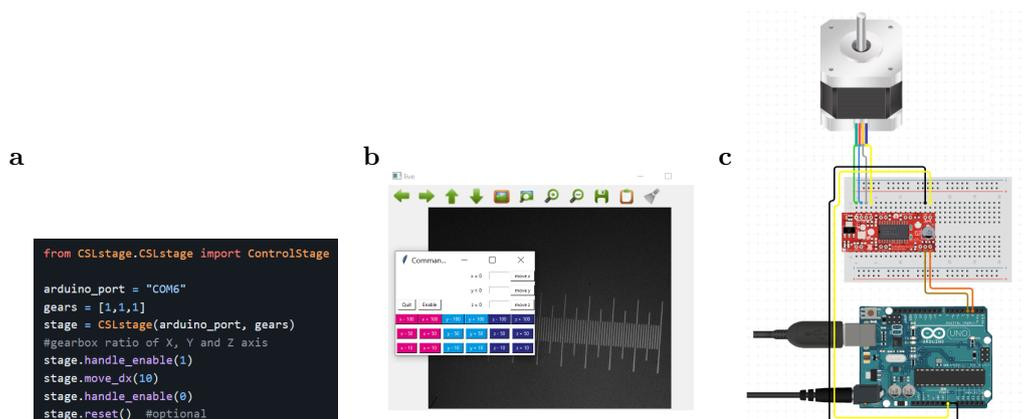 a
from CSLstage.CSLstage import ControlStage
arduino_port = "COM6"
gears = [1,1,1]
stage = CSLstage(arduino_port, gears)
#gearbox ratio of X, Y and Z axis
stage.handle_enable(1)
stage.move_dx(10)
stage.handle_enable(0)
stage.reset()  #optional
b
live
Comman...
x = 0 move x
y = 0 move y
Quit Enable z = 0 move z
x - 100 x + 100 y - 100 y + 100 z - 100 z + 100
x - 50 x + 50 y - 50 y + 50 z - 50 z + 50
x - 10 x + 10 y - 10 y + 10 z - 10 z + 10
c
UNO
ARDUINO